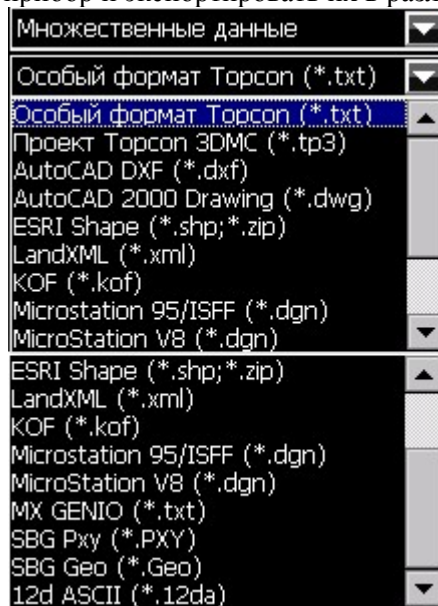 Множественные данные
Особый формат Topcon (*.txt)
Особый формат Topcon (*.txt)
Проект Topcon 3DMC (*.tp3)
AutoCAD DXF (*.dxf)
AutoCAD 2000 Drawing (*.dwg)
ESRI Shape (*.shp;*.zip)
LandXML (*.xml)
KOF (*.kof)
Microstation 95/ISFF (*.dgn)
MicroStation V8 (*.dgn)
ESRI Shape (*.shp;*.zip)
LandXML (*.xml)
KOF (*.kof)
Microstation 95/ISFF (*.dgn)
MicroStation V8 (*.dgn)
MX GENIO (*.txt)
SBG Pxy (*.PXY)
SBG Geo (*.Geo)
12d ASCII (*.12da)